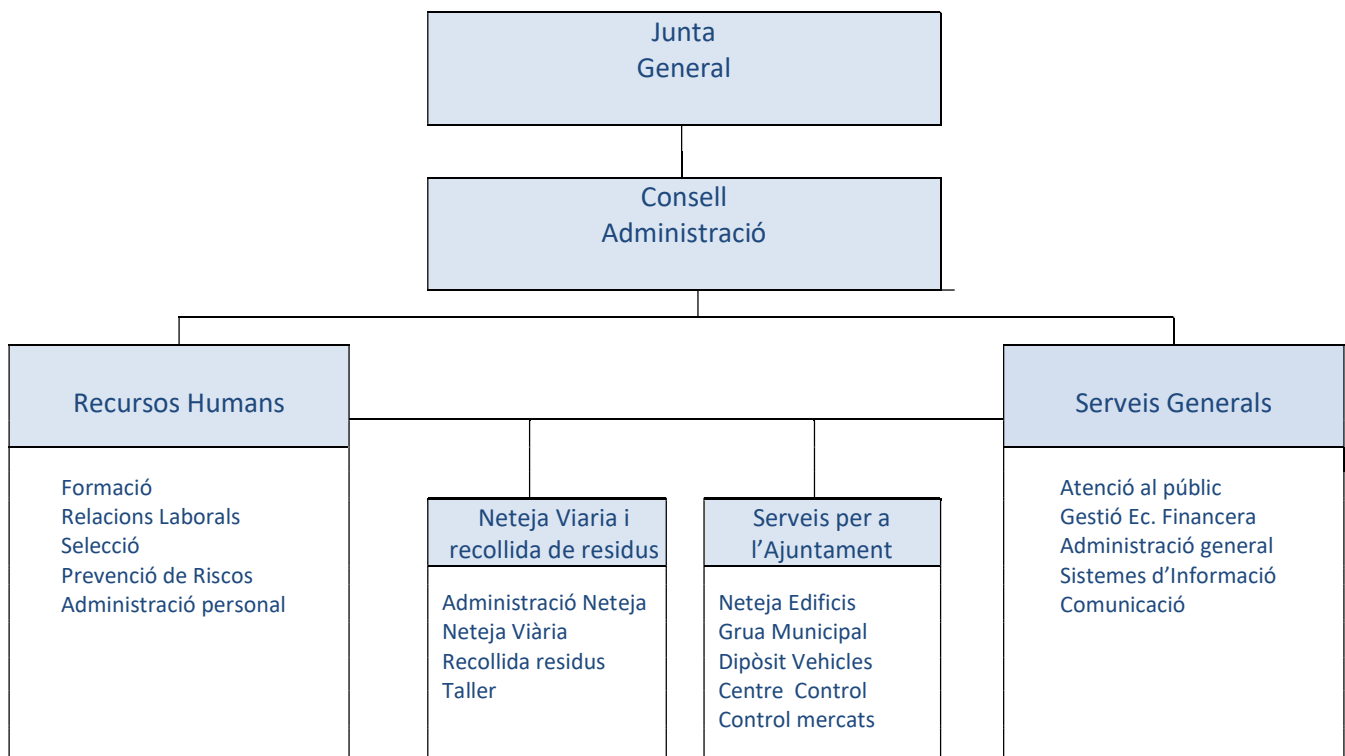 Junta
General
Consell
Administració
Recursos Humans
Formació
Relacions Laborals
Selecció
Prevenció de Riscos
Administració personal
Neteja Viaria i
recollida de residus
Administració Neteja
Neteja Viària
Recollida residus
Taller
Serveis per a
l’Ajuntament
Neteja Edificis
Grua Municipal
Dipòsit Vehicles
Centre  Control
Control mercats
Serveis Generals
Atenció al públic
Gestió Ec. Financera
Administració general
Sistemes d’Informació
Comunicació